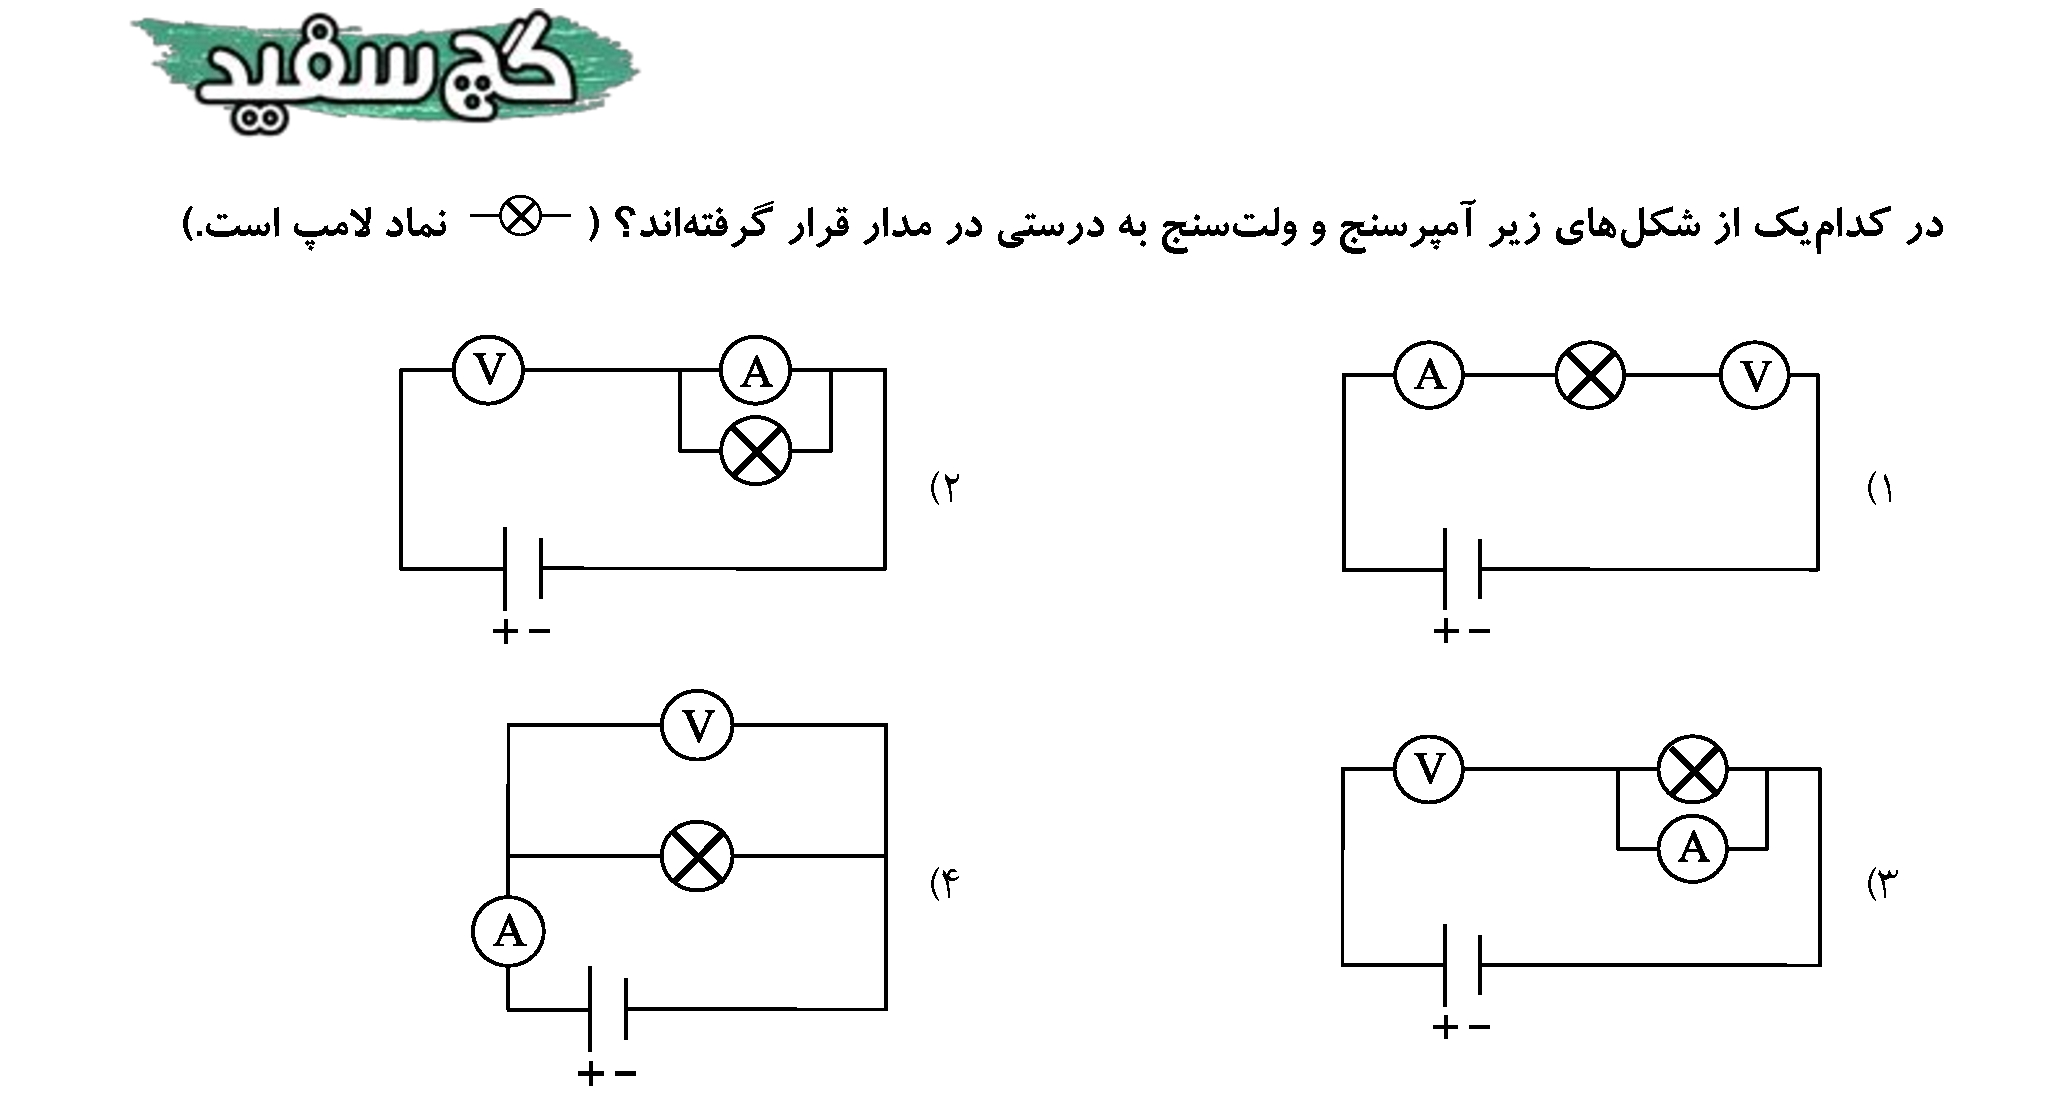 گچ سفید
در کدام‌یک از شکل‌های زیر آمپرسنج و ولت‌سنج به درستی در مدار قرار گرفته‌اند؟ ( نماد لامپ است.)
A V
۱)
+ −
V A
۲)
+ −
V
A
۳)
+ −
V
A
۴)
+ −